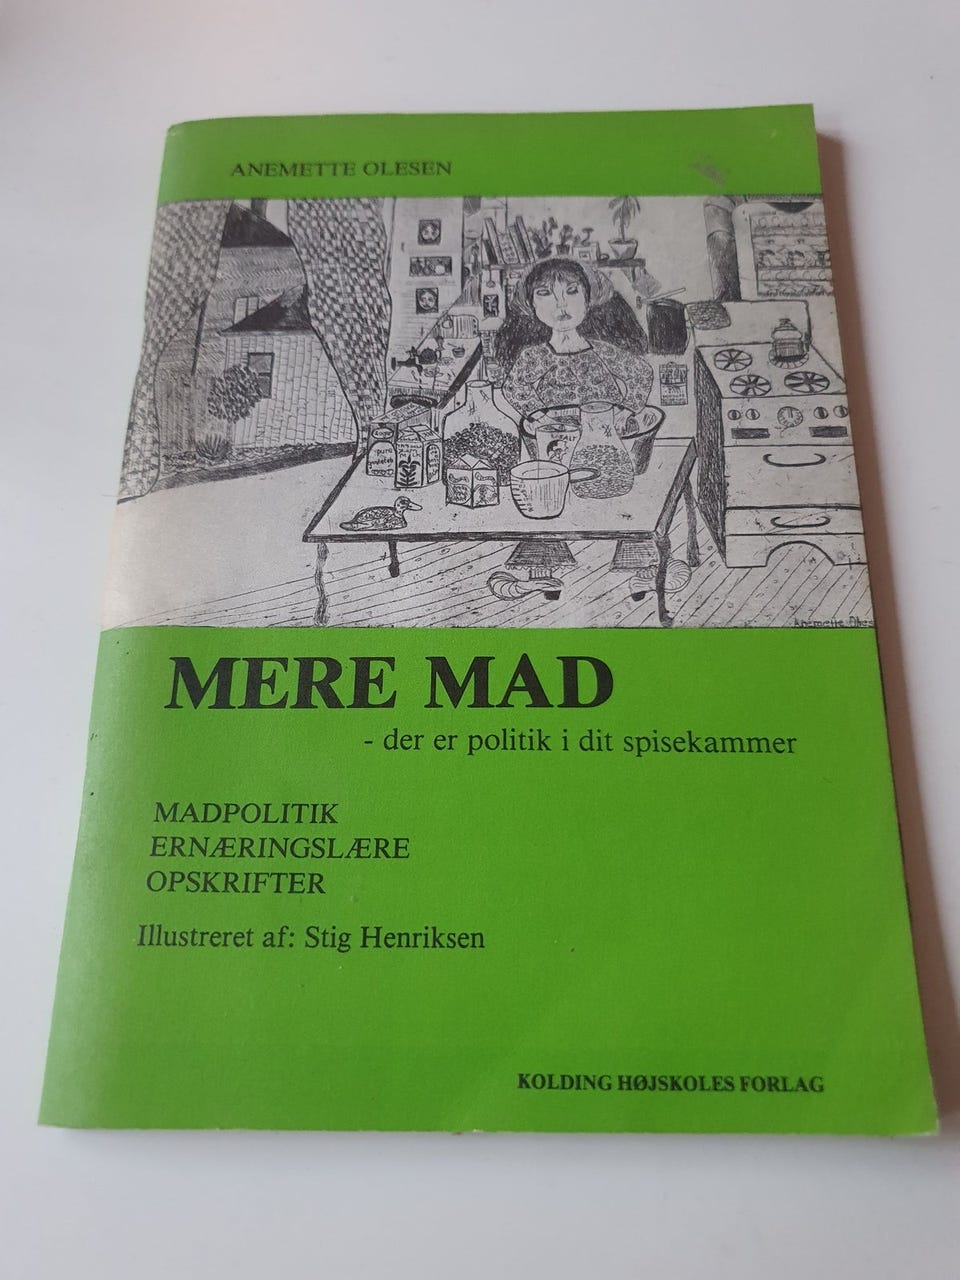 ANEMETTE OLESEN
SALT
MERE MAD
- der er politik i dit spisekammer
MADPOLITIK
ERNÆRINGSLÆRE
OPSKRIFTER
Illustreret af: Stig Henriksen
KOLDING HØJSKOLES FORLAG